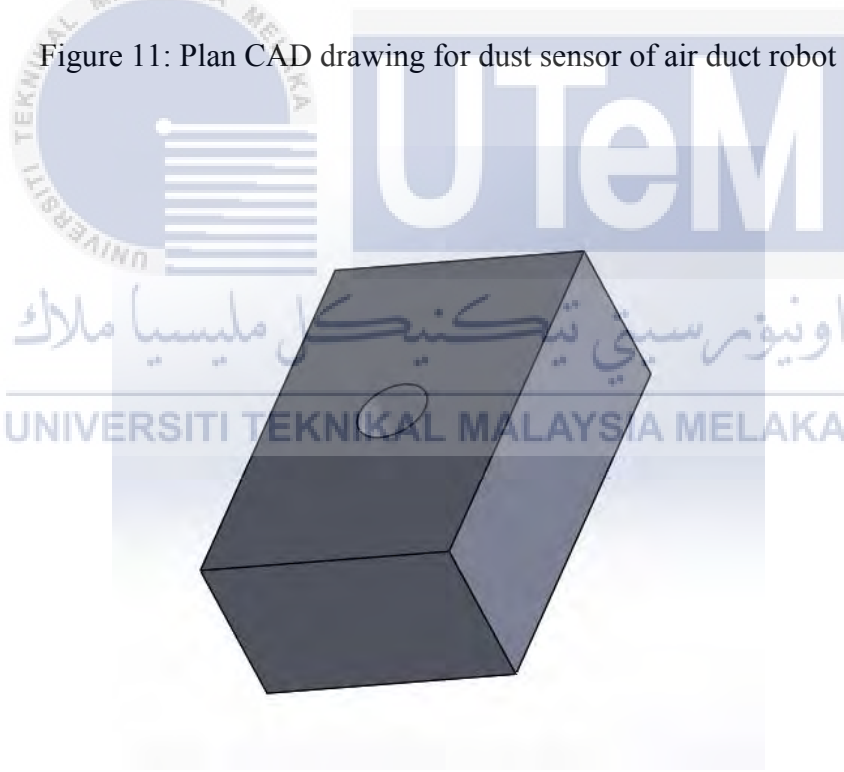 Figure 11: Plan CAD drawing for dust sensor of air duct robot
UTeM
اونيۏرسيتي تيكنيكل مليسيا ملاك
UNIVERSITI TEKNIKAL MALAYSIA MELAKA